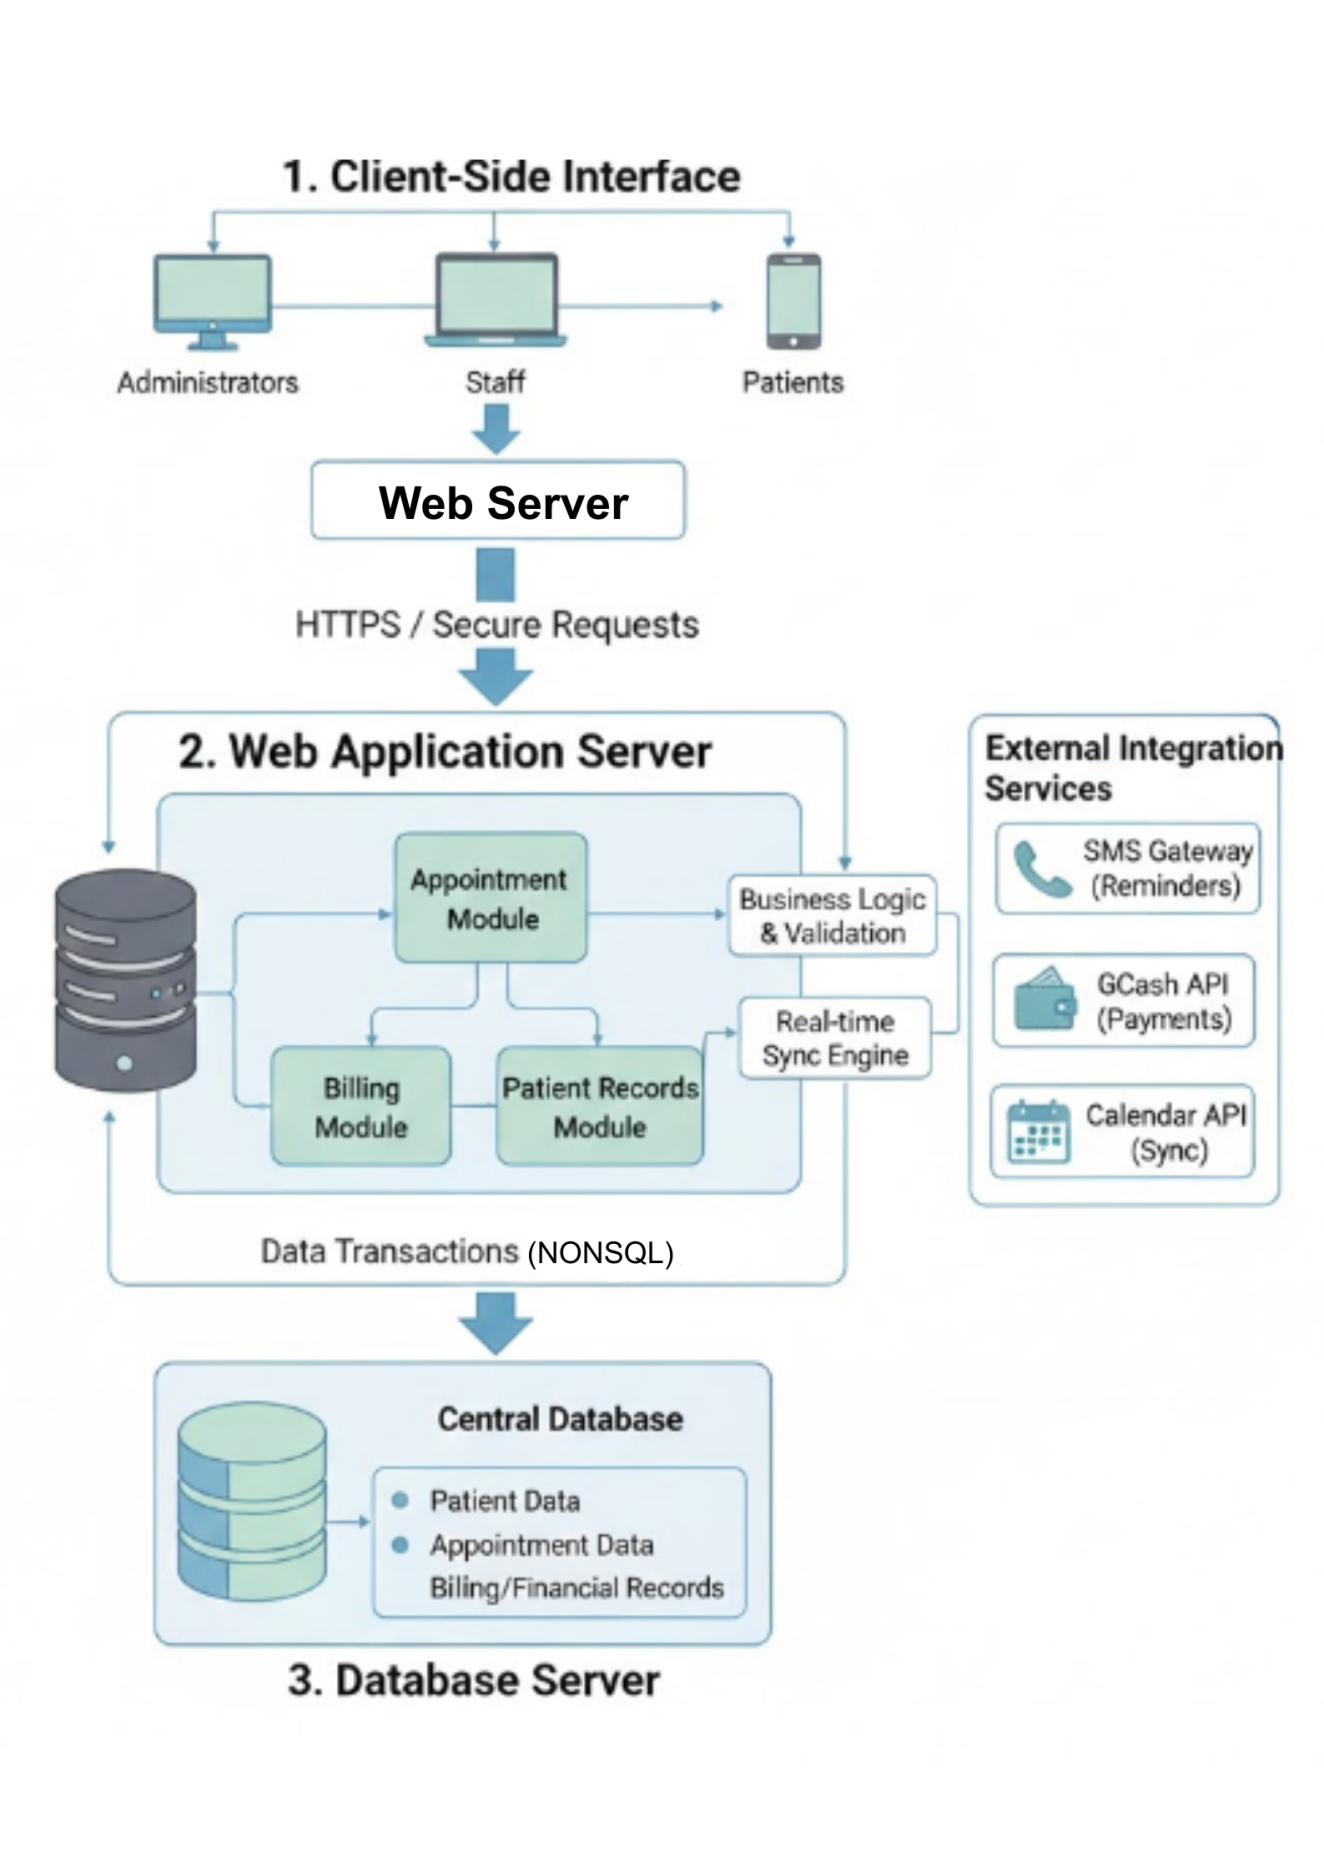 1. Client-Side Interface
Administrators
Staff
Patients
Web Server
HTTPS / Secure Requests
2. Web Application Server
Appointment
Module
Business Logic
& Validation
Real-time
Sync Engine
Billing
Module
Patient Records
Module
Data Transactions (NONSQL)
External Integration
Services
SMS Gateway
(Reminders)
GCash API
(Payments)
Calendar API
(Sync)
Central Database
Patient Data
Appointment Data
Biling/Financial Records
3. Database Server